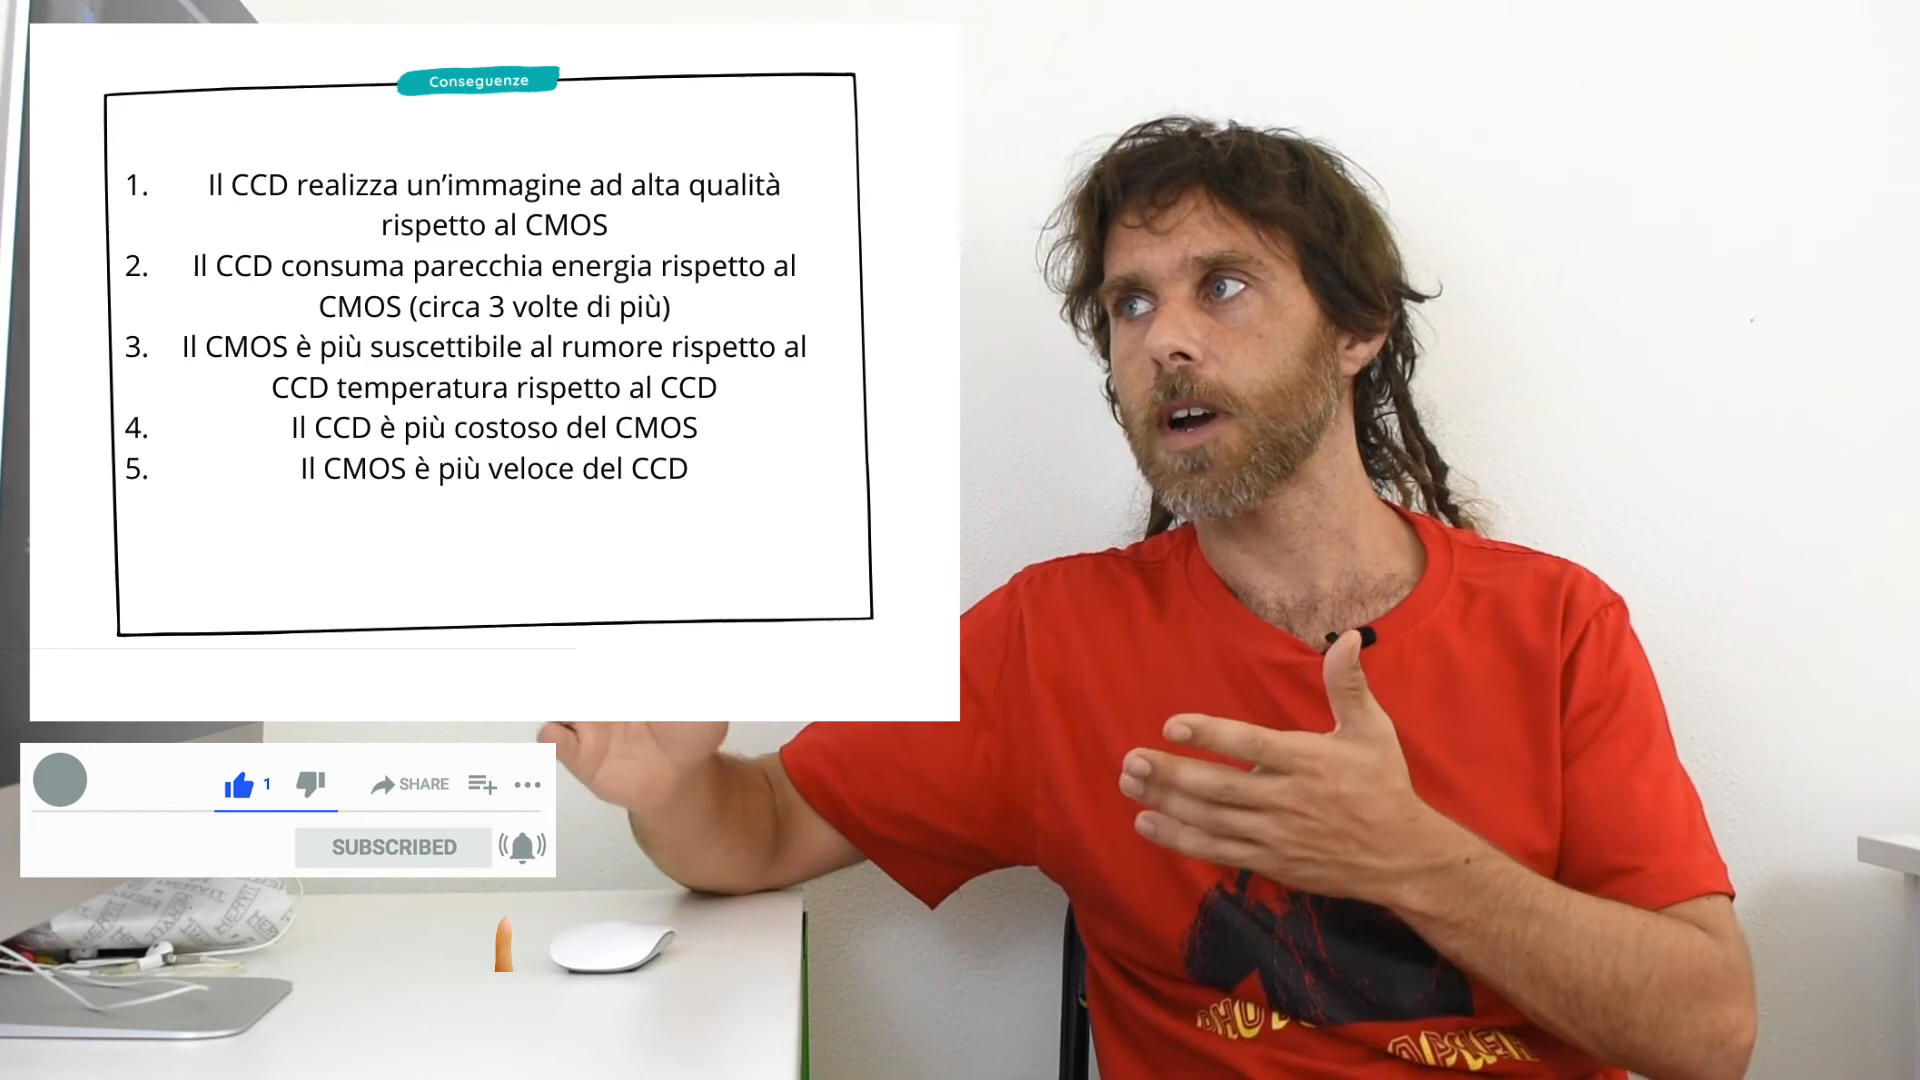 Conseguenze
1. Il CCD realizza un’immagine ad alta qualità
rispetto al CMOS
2. Il CCD consuma parecchia energia rispetto al
CMOS (circa 3 volte di più)
3. Il CMOS è più suscettibile al rumore rispetto al
CCD temperatura rispetto al CCD
4. Il CCD è più costoso del CMOS
5. Il CMOS è più veloce del CCD
1 SHARE
SUBSCRIBED